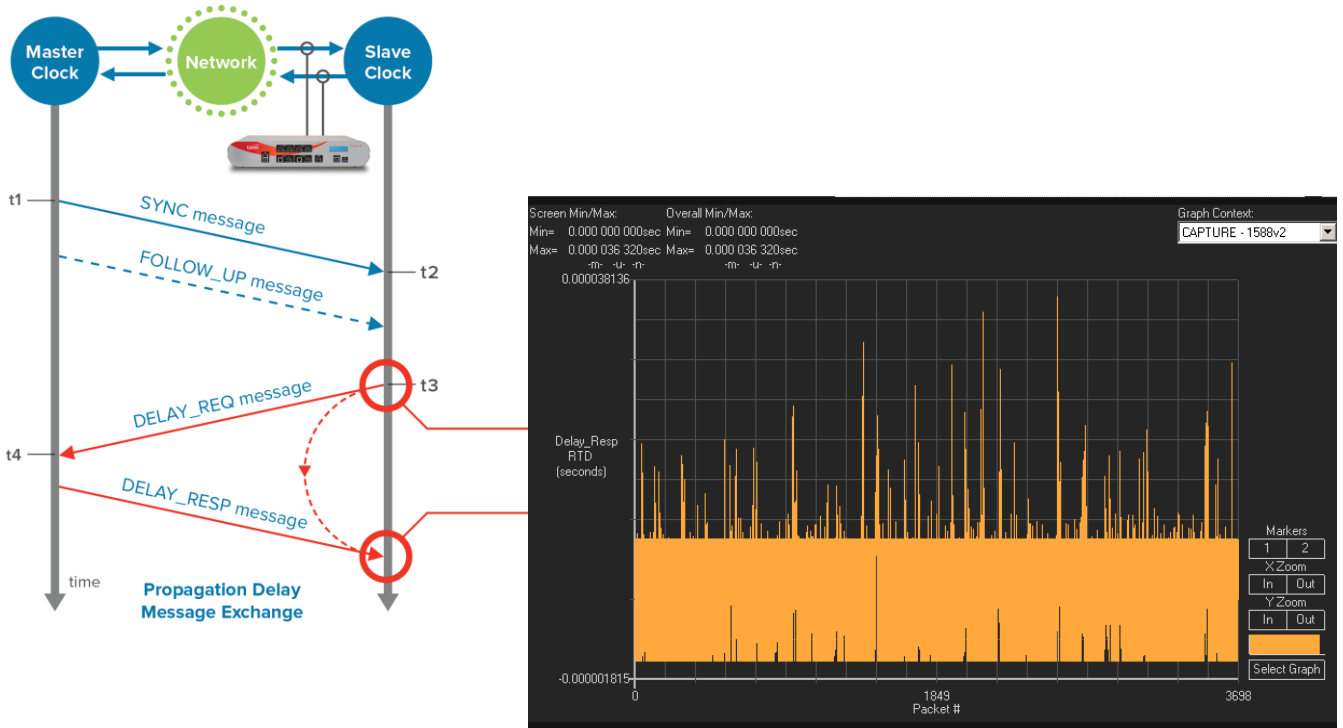 Master
Clock
Network
Slave
Clock
t1
SYNC message
t2
FOLLOW_UP message
t3
DELAY_REQ message
t4
DELAY_RESP message
time
Propagation Delay
Message Exchange
Screen Min/Max: Overall Min/Max:
Min= 0.000 000 000sec Min= 0.000 000 000sec
Max= 0.000 036 320sec Max= 0.000 036 320sec
-m- -u- -n- -m- -u- -n-
Graph Context:
CAPTURE - 1588v2
0.000038136
Delay_Resp
RTD
(seconds)
-0.000001815
0 1849 3698
Packet #
Markers
1 2
X Zoom
In Out
Y Zoom
In Out
Select Graph